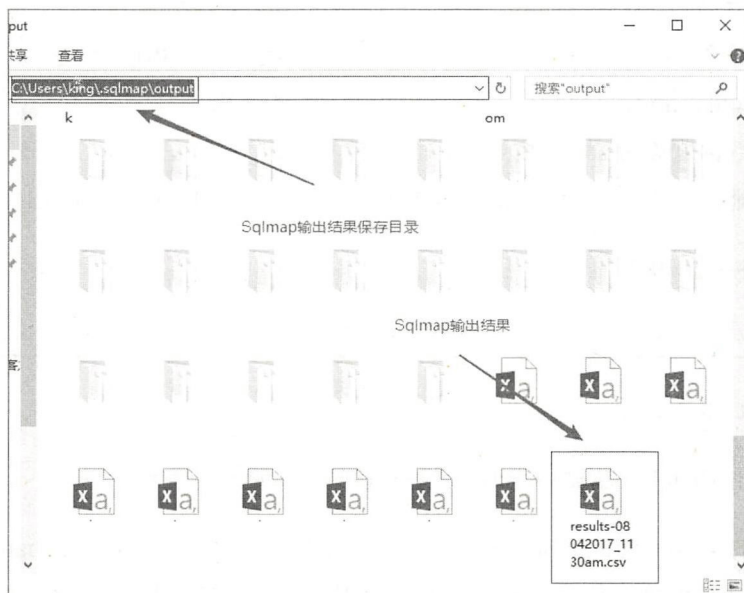 put
共享
查看
C:\Users\king\.sqlmap\output
搜索"output"
k
om
Sqlmap输出结果保存目录
Sqlmap输出结果
results-08
042017_11
30am.csv